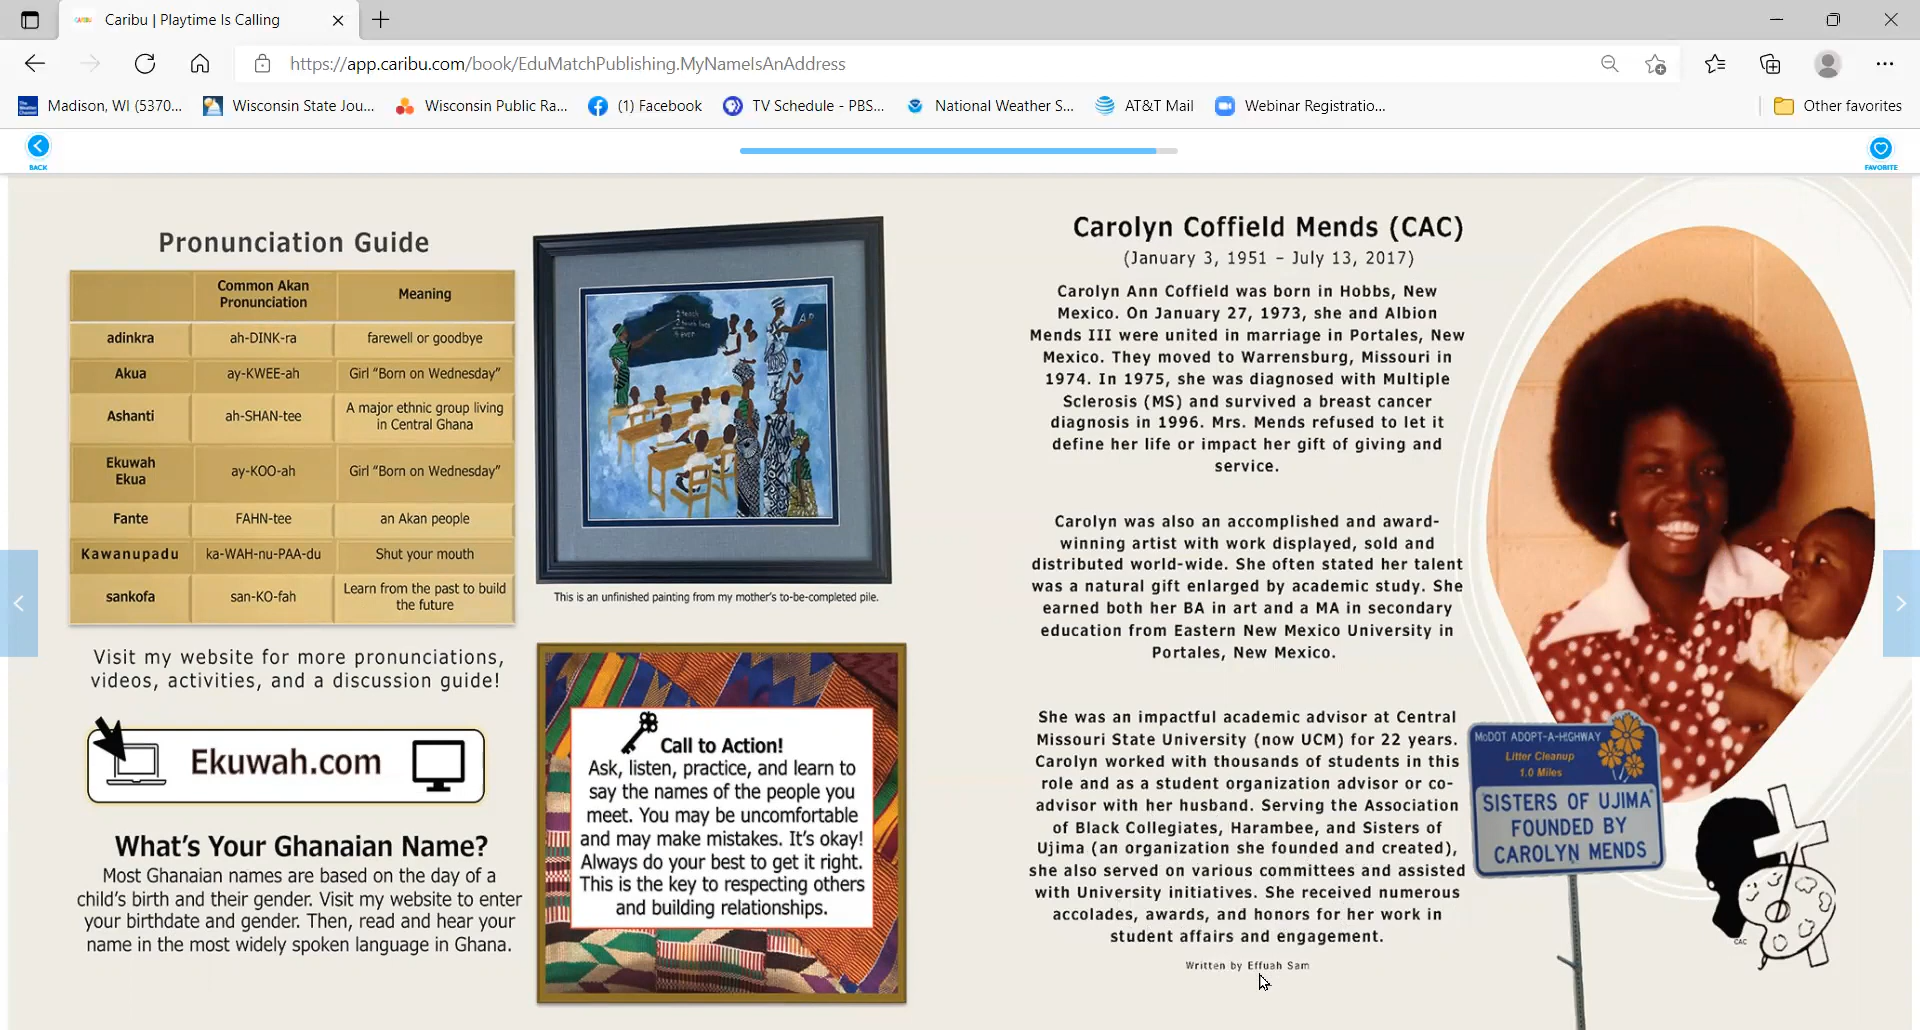 Caribu | Playtime Is Calling
https://app.caribu.com/book/EduMatchPublishing.MyNameIsAnAddress
Madison, WI (5370...
Wisconsin State Jou...
Wisconsin Public Ra...
(1) Facebook
TV Schedule - PBS...
National Weather S...
AT&T Mail
Webinar Registratio...
Other favorites
BACK
FAVORITE
Pronunciation Guide
Common Akan
Pronunciation
Meaning
adinkra
ah-DINK-ra
farewell or goodbye
Akua
ay-KWEE-ah
Girl “Born on Wednesday”
Ashanti
ah-SHAN-tee
A major ethnic group living
in Central Ghana
Ekuwah
Ekua
ay-KOO-ah
Girl “Born on Wednesday”
Fante
FAHN-tee
an Akan people
Kawanupadu
ka-WAH-nu-PAA-du
Shut your mouth
sankofa
san-KO-fah
Learn from the past to build
the future
Visit my website for more pronunciations,
videos, activities, and a discussion guide!
Ekuwah.com
What’s Your Ghanaian Name?
Most Ghanaian names are based on the day of a
child’s birth and their gender. Visit my website to enter
your birthdate and gender. Then, read and hear your
name in the most widely spoken language in Ghana.
This is an unfinished painting from my mother’s to-be-completed pile.
Call to Action!
Ask, listen, practice, and learn to
say the names of the people you
meet. You may be uncomfortable
and may make mistakes. It’s okay!
Always do your best to get it right.
This is the key to respecting others
and building relationships.
Carolyn Coffield Mends (CAC)
(January 3, 1951 – July 13, 2017)
Carolyn Ann Coffield was born in Hobbs, New
Mexico. On January 27, 1973, she and Albion
Mends III were united in marriage in Portales, New
Mexico. They moved to Warrensburg, Missouri in
1974. In 1975, she was diagnosed with Multiple
Sclerosis (MS) and survived a breast cancer
diagnosis in 1996. Mrs. Mends refused to let it
define her life or impact her gift of giving and
service.
Carolyn was also an accomplished and award-
winning artist with work displayed, sold and
distributed world-wide. She often stated her talent
was a natural gift enlarged by academic study. She
earned both her BA in art and a MA in secondary
education from Eastern New Mexico University in
Portales, New Mexico.
She was an impactful academic advisor at Central
Missouri State University (now UCM) for 22 years.
Carolyn worked with thousands of students in this
role and as a student organization advisor or co-
advisor with her husband. Serving the Association
of Black Collegiates, Harambee, and Sisters of
Ujima (an organization she founded and created),
she also served on various committees and assisted
with University initiatives. She received numerous
accolades, awards, and honors for her work in
student affairs and engagement.
Written by Effuah Sam
MoDOT ADOPT-A-HIGHWAY
Litter Cleanup
1.0 Miles
SISTERS OF UJIMA
FOUNDED BY
CAROLYN MENDS
CAC